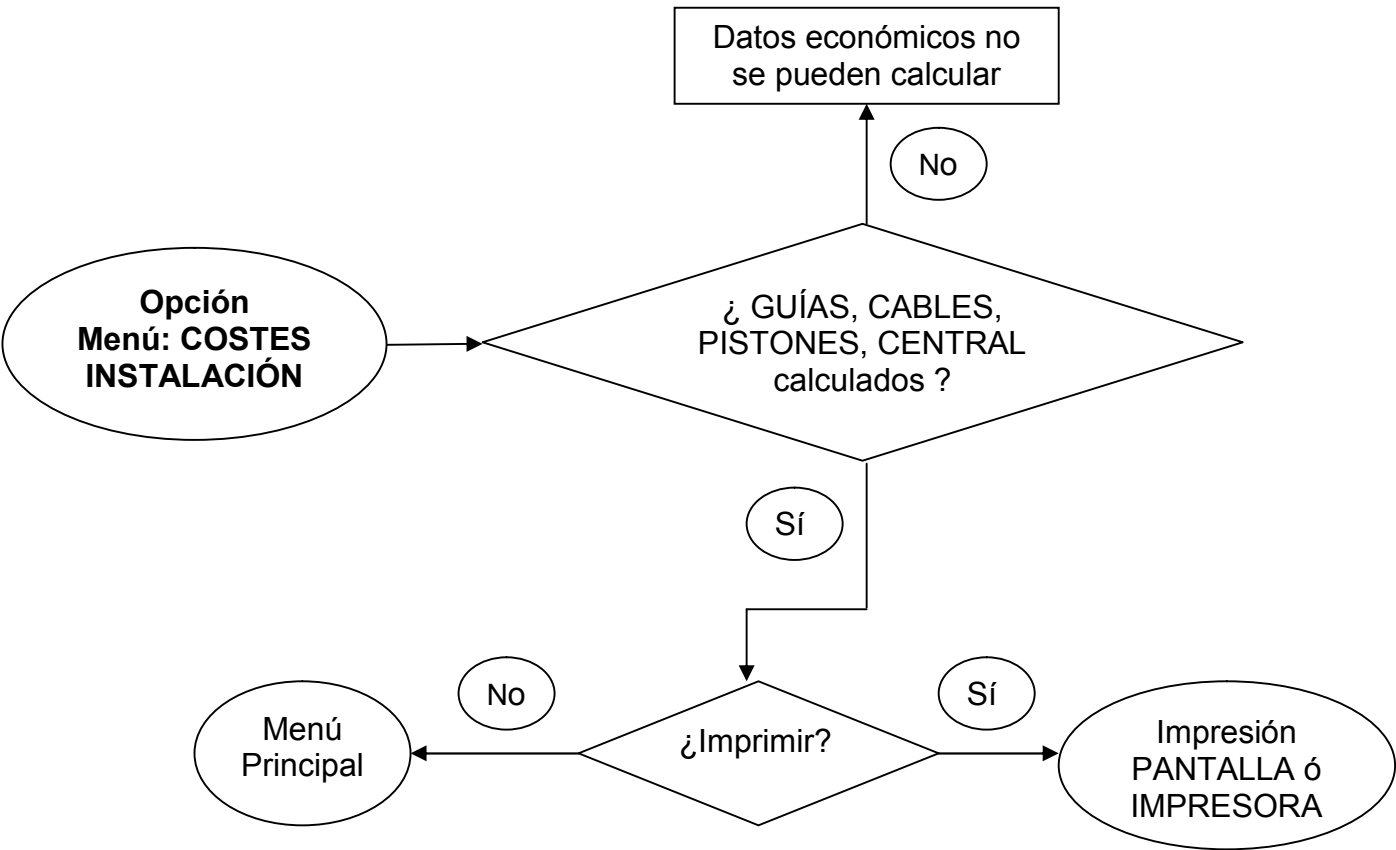 Datos económicos no
se pueden calcular
No
Opción
Menú: COSTES
INSTALACIÓN
¿ GUÍAS, CABLES,
PISTONES, CENTRAL
calculados ?
Sí
No
Sí
Menú
Principal
¿Imprimir?
Impresión
PANTALLA ó
IMPRESORA